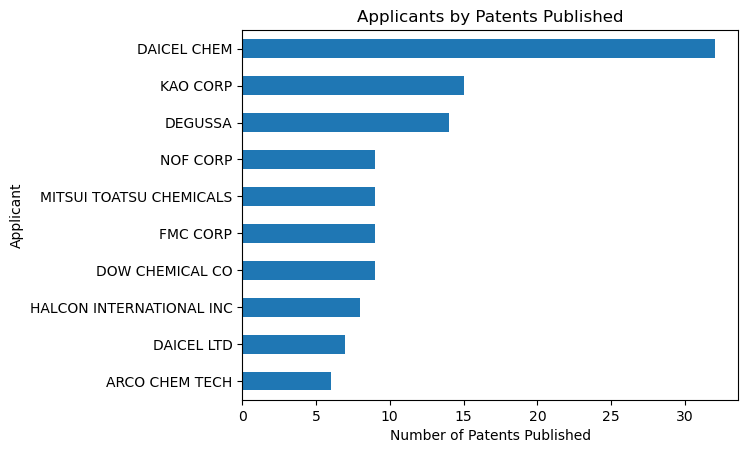 Applicants by Patents Published
DAICEL CHEM
KAO CORP
DEGUSSA
NOF CORP
MITSUI TOATSU CHEMICALS
FMC CORP
DOW CHEMICAL CO
HALCON INTERNATIONAL INC
DAICEL LTD
ARCO CHEM TECH
Applicant
0 5 10 15 20 25 30
Number of Patents Published